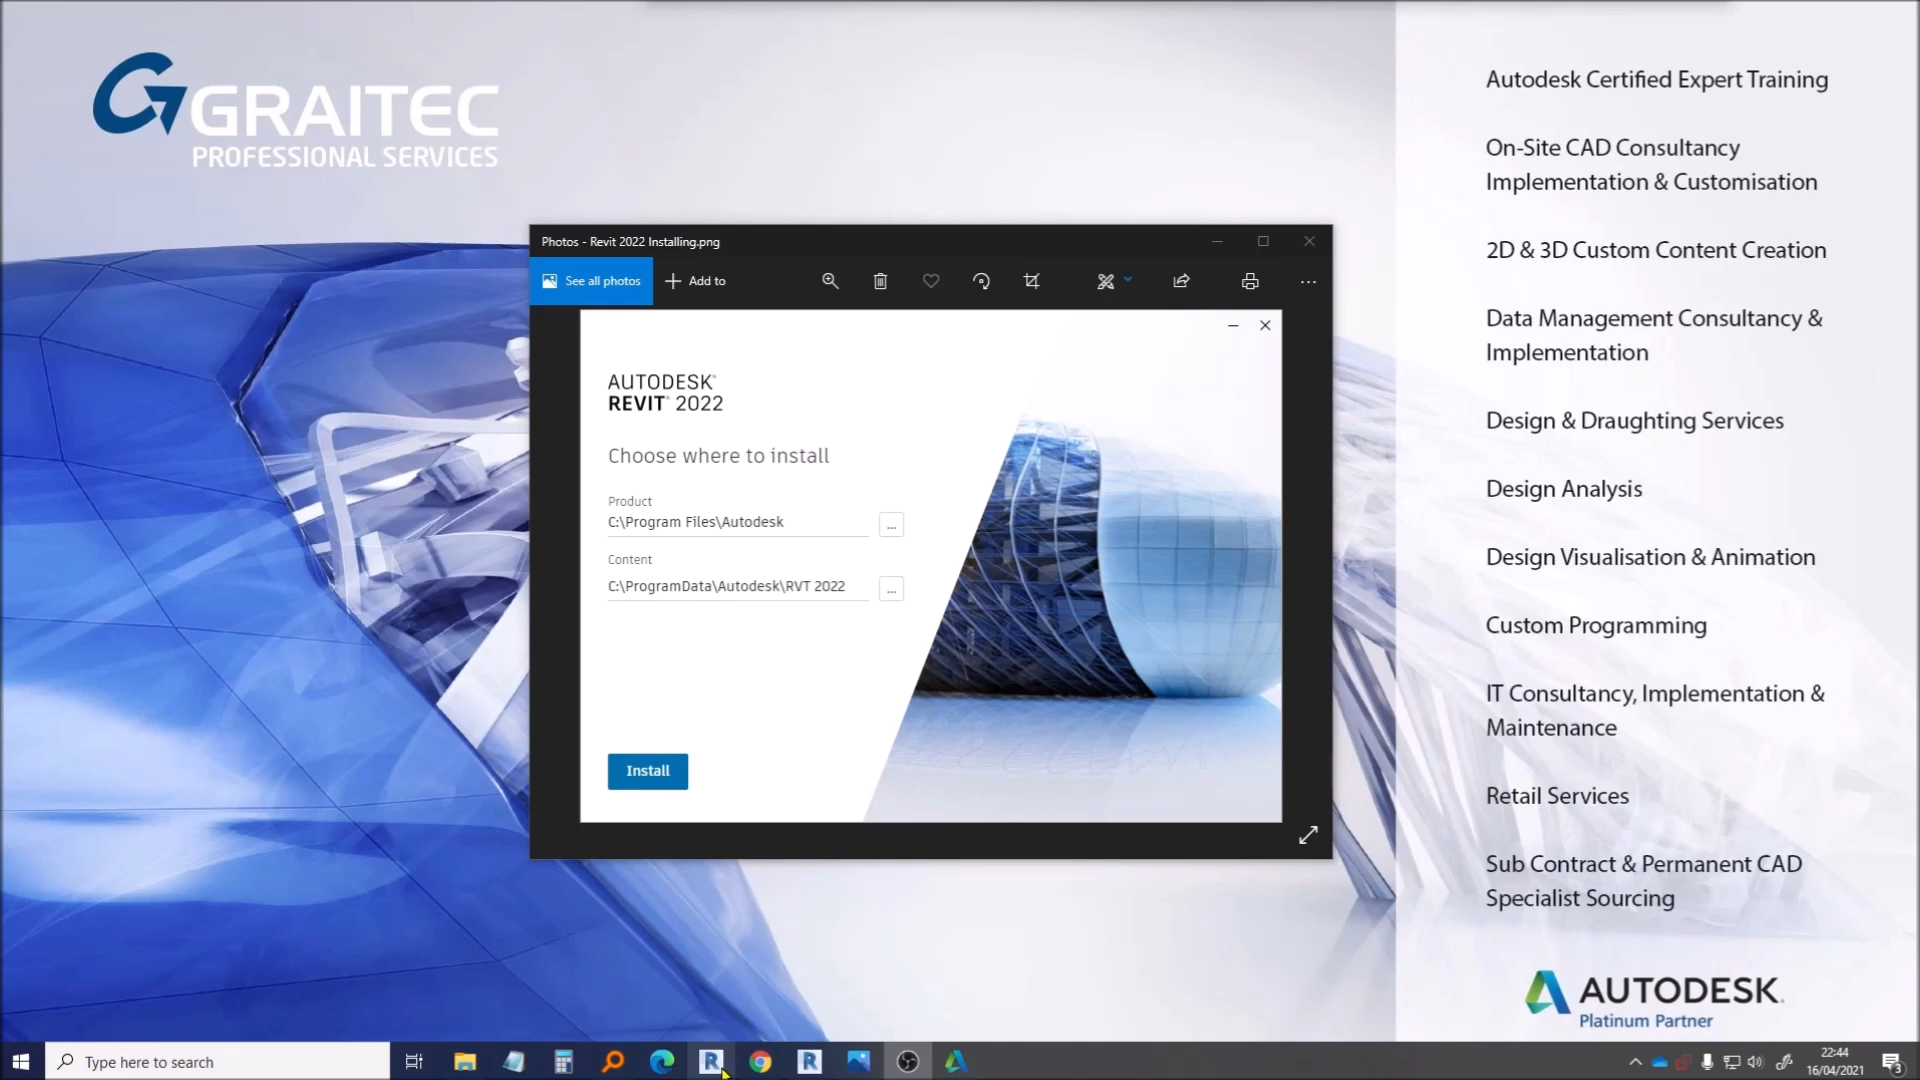 GRAITEC
PROFESSIONAL SERVICES
Autodesk Certified Expert Training
On-Site CAD Consultancy
Implementation & Customisation
2D & 3D Custom Content Creation
Data Management Consultancy &
Implementation
Design & Draughting Services
Design Analysis
Design Visualisation & Animation
Custom Programming
IT Consultancy, Implementation &
Maintenance
Retail Services
Sub Contract & Permanent CAD
Specialist Sourcing
AUTODESK.
Platinum Partner
Photos - Revit 2022 Installing.png
See all photos
Add to
AUTODESK®
REVIT® 2022
Choose where to install
Product
C:\Program Files\Autodesk
...
Content
C:\ProgramData\Autodesk\RVT 2022
...
Install
Type here to search
R
R
22:44
16/04/2021
3